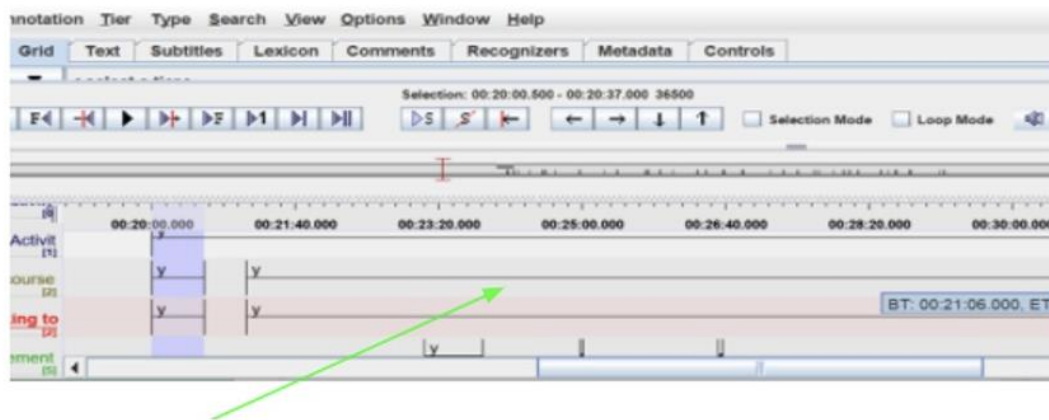 nnotation Tier Type Search View Options Window Help
Grid Text Subtitles Lexicon Comments Recognizers Metadata Controls
Selection: 00:20:00.500 - 00:20:37.000 36500
F S S Selection Mode Loop Mode
F 1
00:20:00.000 00:21:40.000 00:23:20.000 00:25:00.000 00:26:40.000 00:28:20.000 00:30:00.00
Activit y
[1]
ourse y y
[2]
ing to y y BT: 00:21:06.000, ET
[2]
ement y
[5]